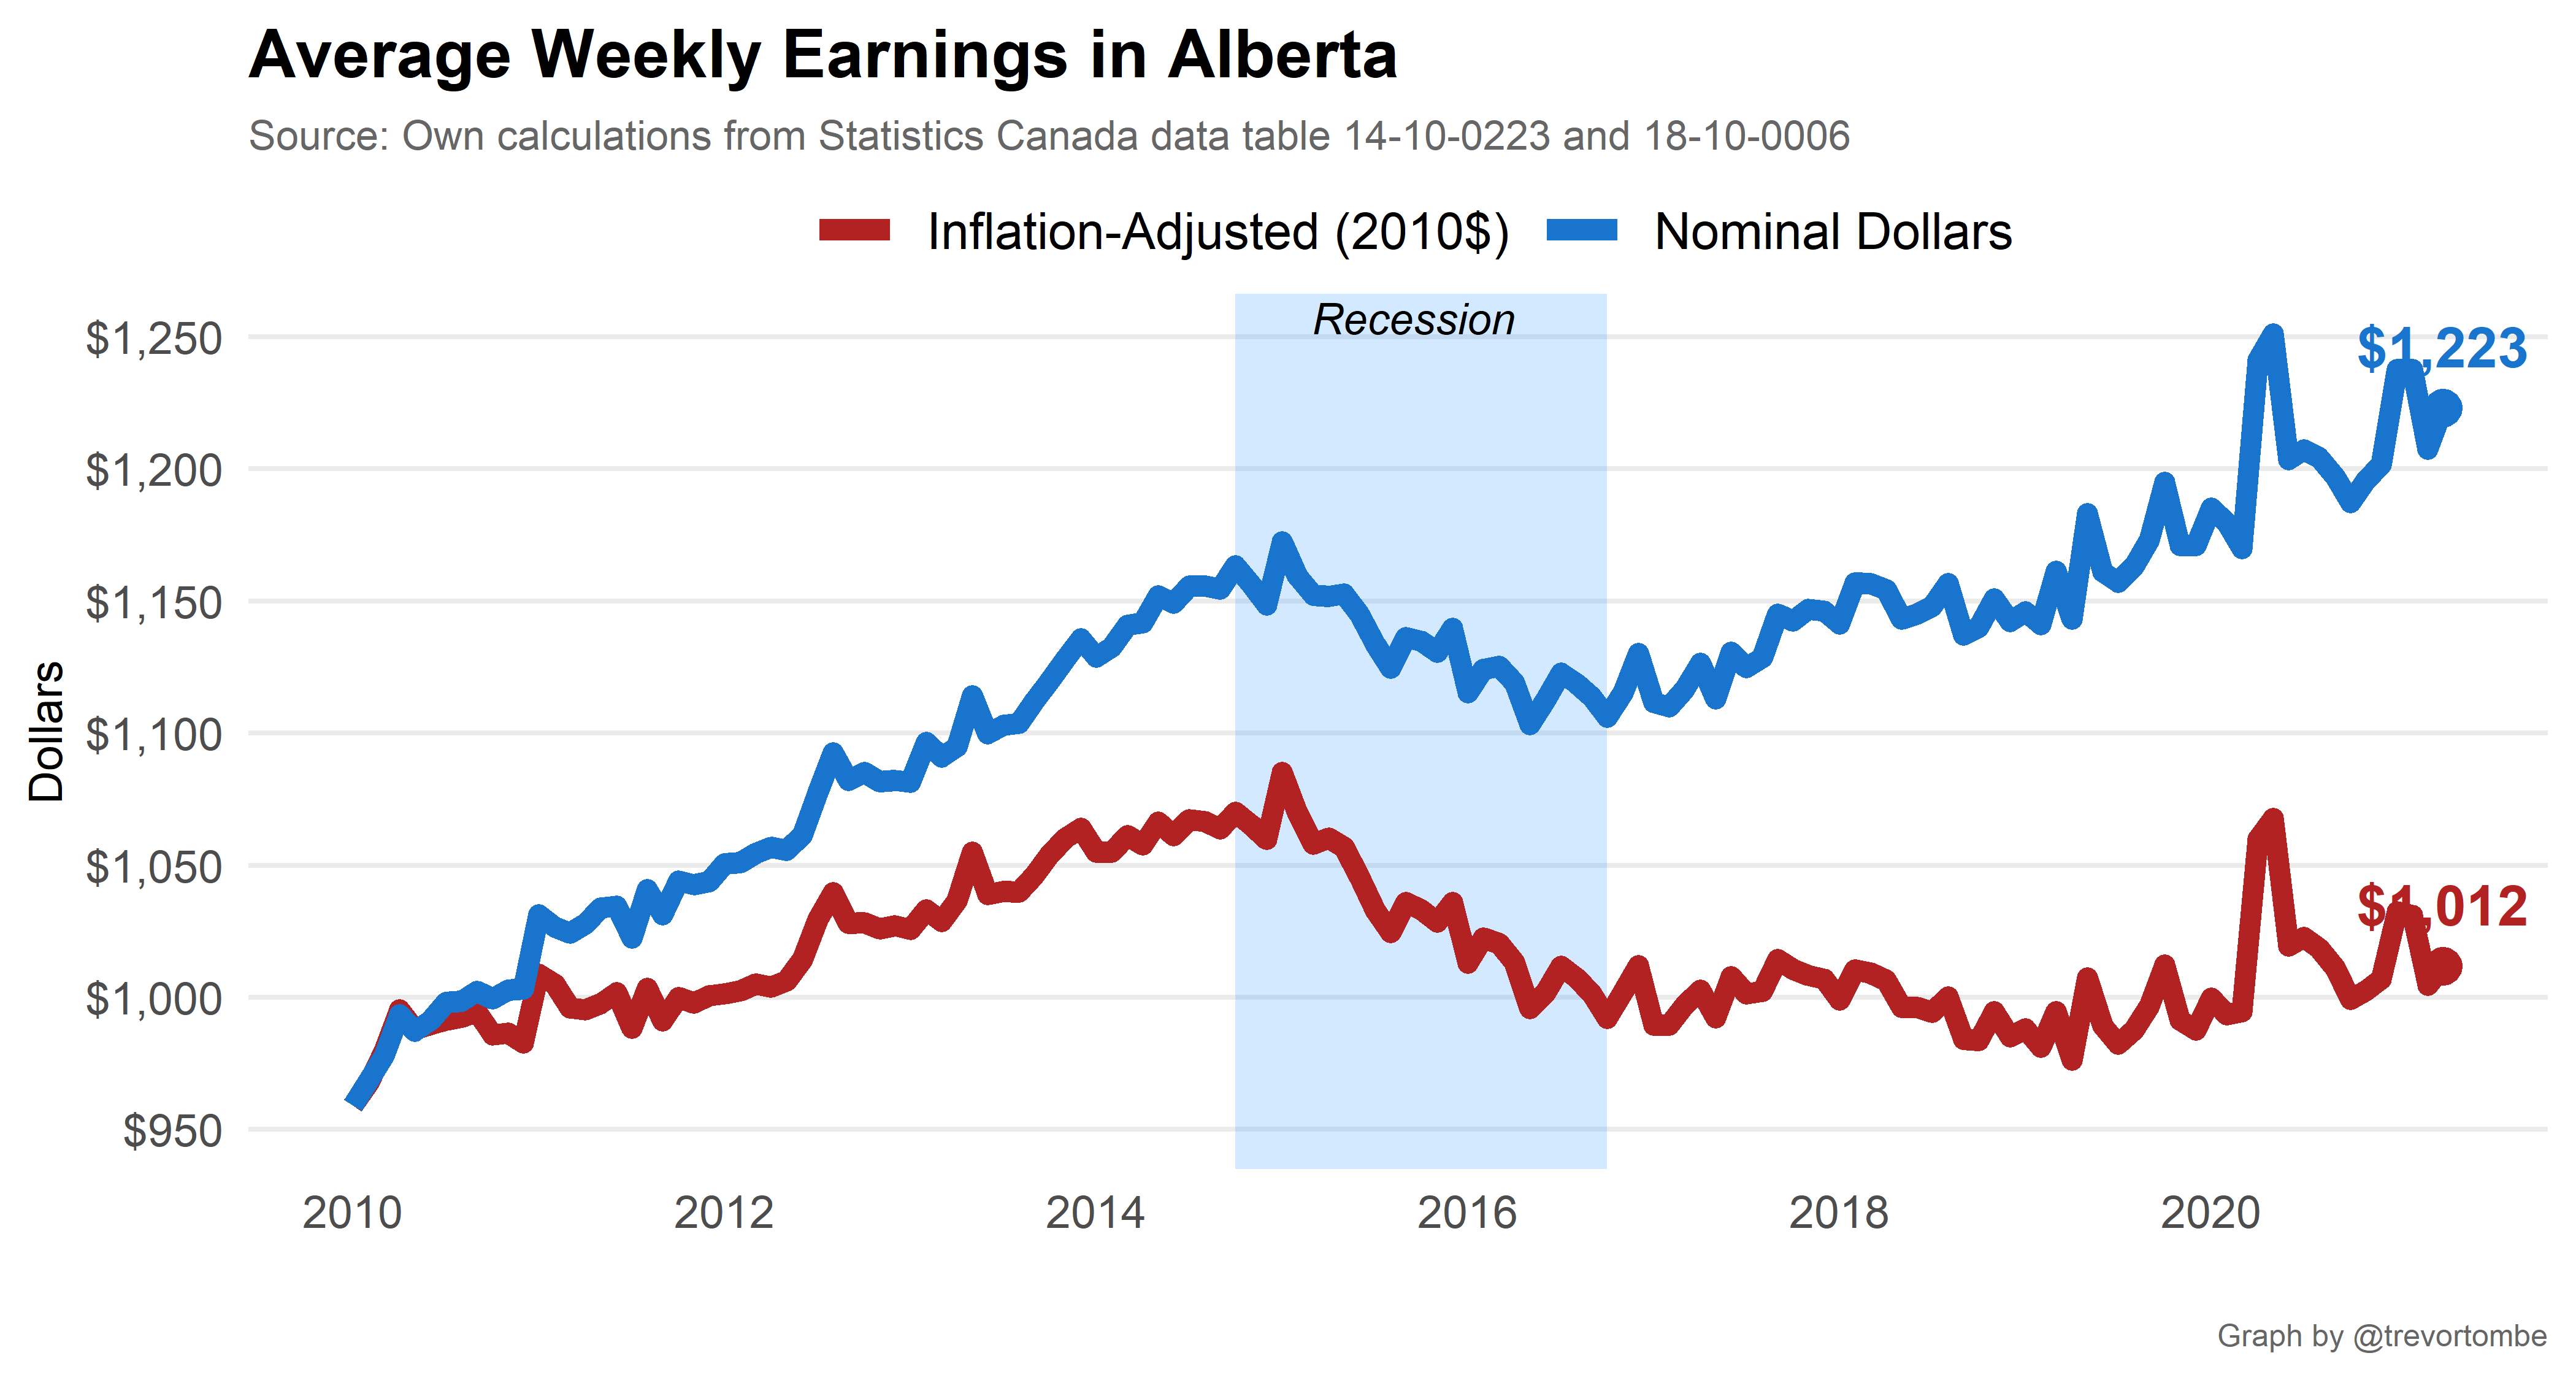 Average Weekly Earnings in Alberta
Source: Own calculations from Statistics Canada data table 14-10-0223 and 18-10-0006
Inflation-Adjusted (2010$)
Nominal Dollars
Recession
$1,250
$1,200
$1,150
$1,100
$1,050
$1,000
$950
Dollars
$1,223
$1,012
2010
2012
2014
2016
2018
2020
Graph by @trevortombe